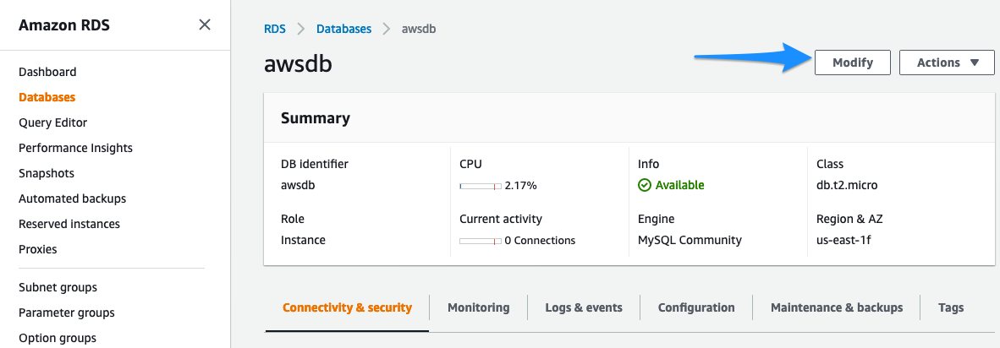 Amazon RDS
Dashboard
Databases
Query Editor
Performance Insights
Snapshots
Automated backups
Reserved instances
Proxies
Subnet groups
Parameter groups
Option groups
RDS Databases awsdb
awsdb
Modify Actions
Summary
DB identifier CPU Info Class
awsdb 2.17% Available db.t2.micro
Role Current activity Engine Region & AZ
Instance 0 Connections MySQL Community us-east-1f
Connectivity & security Monitoring Logs & events Configuration Maintenance & backups Tags